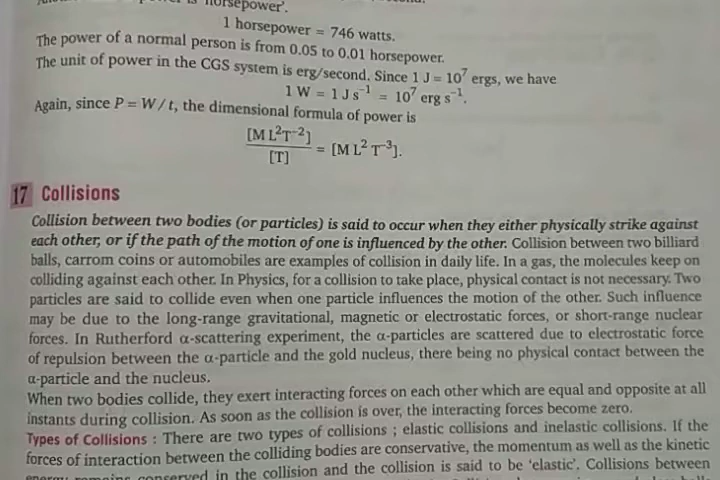 horsepower'.
1 horsepower = 746 watts.
The power of a normal person is from 0.05 to 0.01 horsepower.
The unit of power in the CGS system is erg/second. Since 1 J = 10⁷ ergs, we have
1 W = 1 J s⁻¹ = 10⁷ erg s⁻¹.
Again, since P = W/t, the dimensional formula of power is
[M L²T⁻²]
[T]
= [M L² T⁻³].
17 Collisions
Collision between two bodies (or particles) is said to occur when they either physically strike against
each other, or if the path of the motion of one is influenced by the other. Collision between two billiard
balls, carrom coins or automobiles are examples of collision in daily life. In a gas, the molecules keep on
colliding against each other. In Physics, for a collision to take place, physical contact is not necessary. Two
particles are said to collide even when one particle influences the motion of the other. Such influence
may be due to the long-range gravitational, magnetic or electrostatic forces, or short-range nuclear
forces. In Rutherford α-scattering experiment, the α-particles are scattered due to electrostatic force
of repulsion between the α-particle and the gold nucleus, there being no physical contact between the
α-particle and the nucleus.
When two bodies collide, they exert interacting forces on each other which are equal and opposite at all
instants during collision. As soon as the collision is over, the interacting forces become zero.
Types of Collisions : There are two types of collisions ; elastic collisions and inelastic collisions. If the
forces of interaction between the colliding bodies are conservative, the momentum as well as the kinetic
energy remains conserved in the collision and the collision is said to be 'elastic'. Collisions between